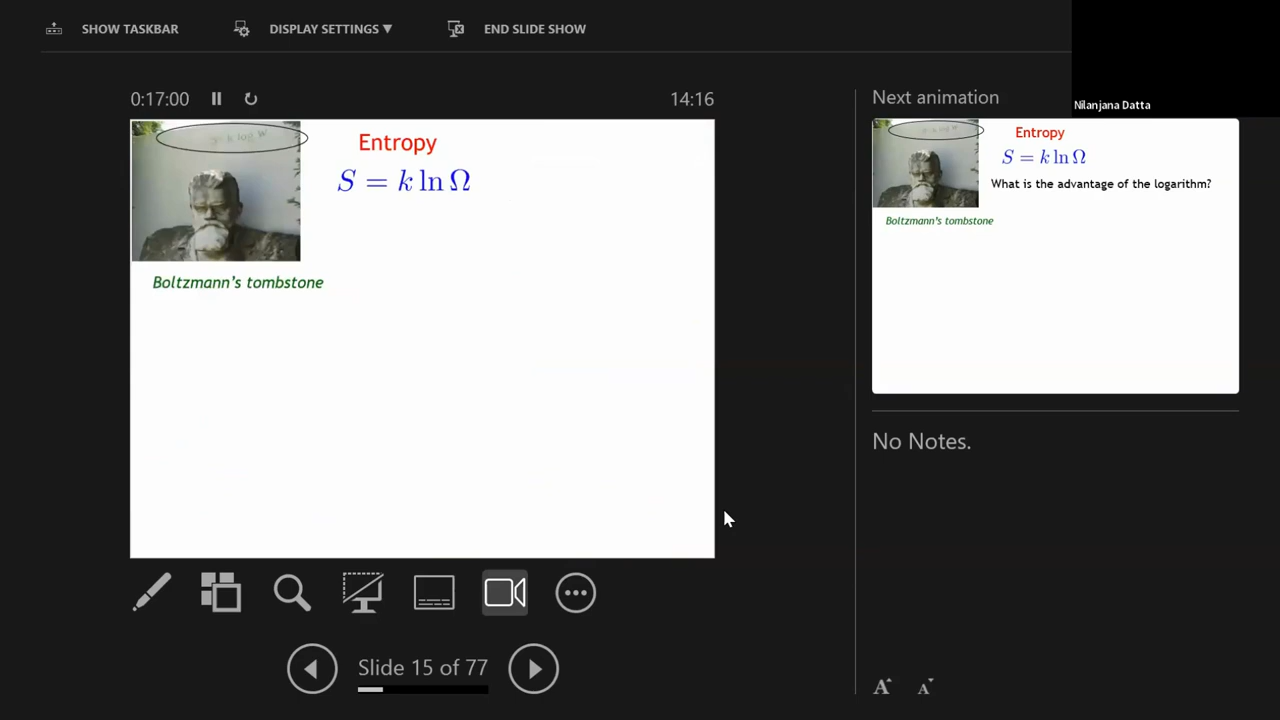 SHOW TASKBAR
DISPLAY SETTINGS ▼
END SLIDE SHOW
Nilanjana Datta
0:17:00
14:16
S = k log W
Entropy
S = k ln Ω
Boltzmann's tombstone
Next animation
Entropy
S = k ln Ω
What is the advantage of the logarithm?
Boltzmann's tombstone
No Notes.
Slide 15 of 77
A
A